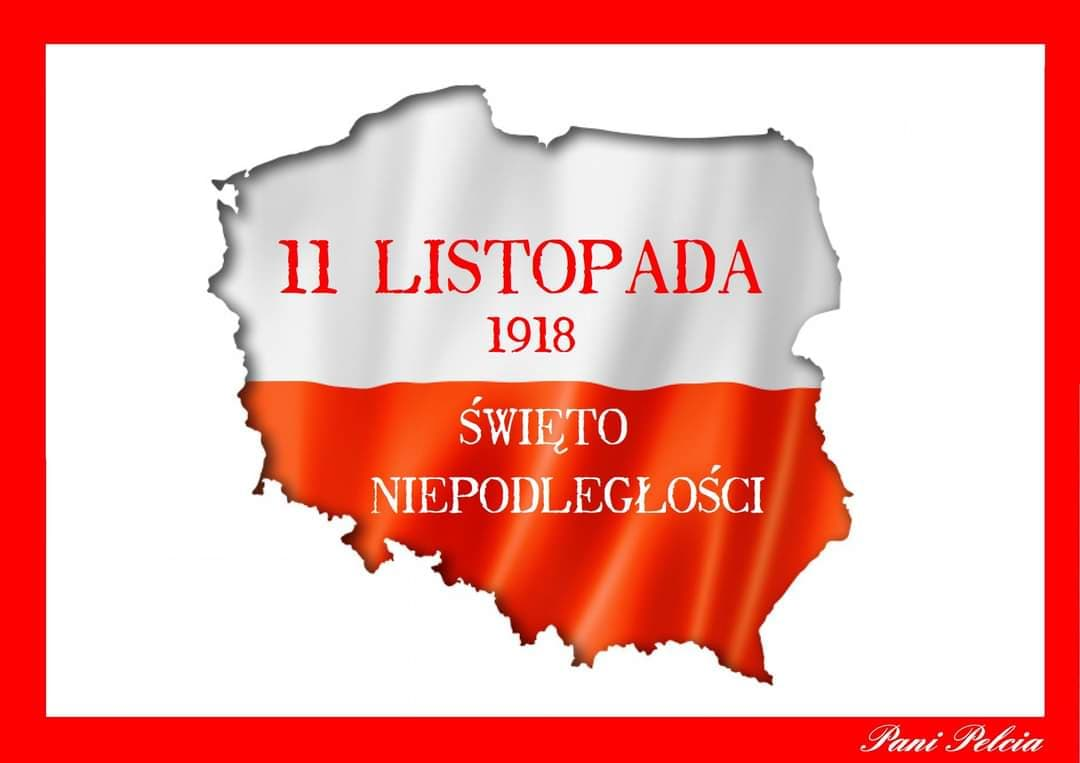 11 LISTOPADA
1918
ŚWIĘTO
NIEPODLEGŁOŚCI
Pani Pelcia